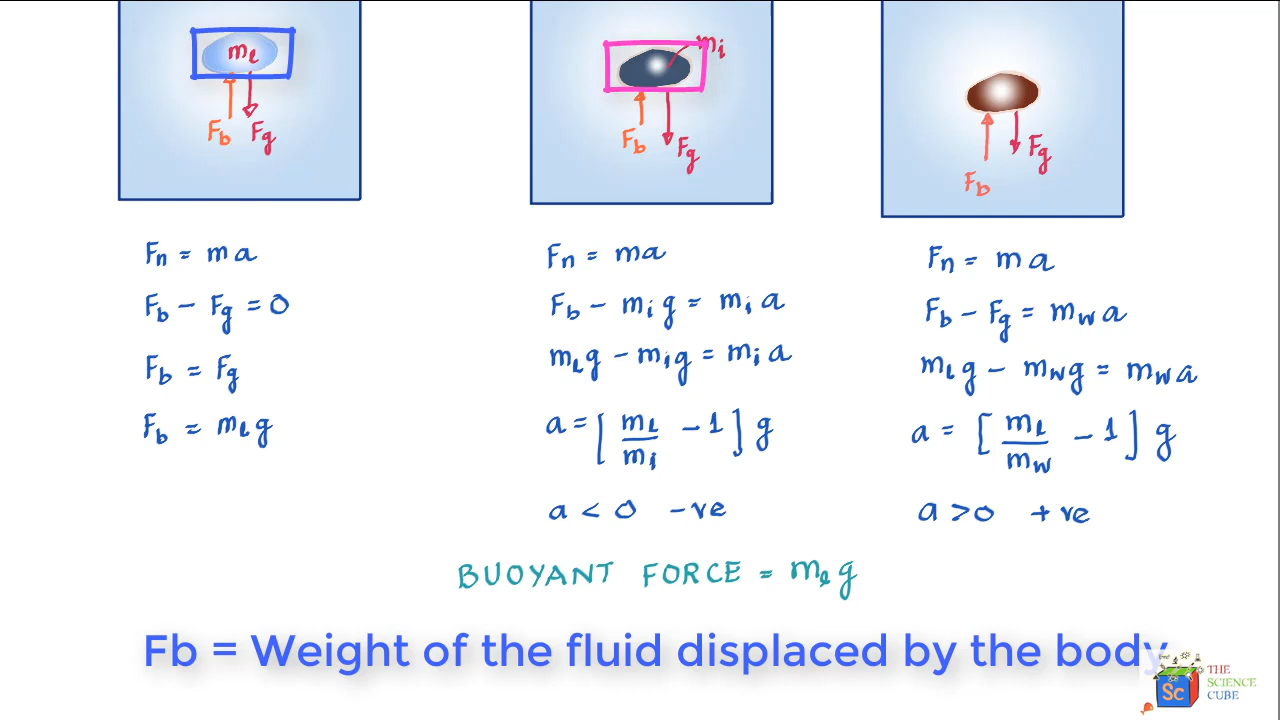 mℓ
Fb Fg
Fn = ma
Fb − Fg = 0
Fb = Fg
Fb = mℓg
mi
Fb Fg
Fn = ma
Fb − mig = mia
mℓg − mig = mia
a = [mℓ/mi − 1] g
a < 0 −ve
Fg
Fb
Fn = ma
Fb − Fg = mwa
mℓg − mwg = mwa
a = [mℓ/mw − 1] g
a > 0 +ve
BUOYANT FORCE = mℓg
Fb = Weight of the fluid displaced by the body
Sc
THE
SCIENCE
CUBE